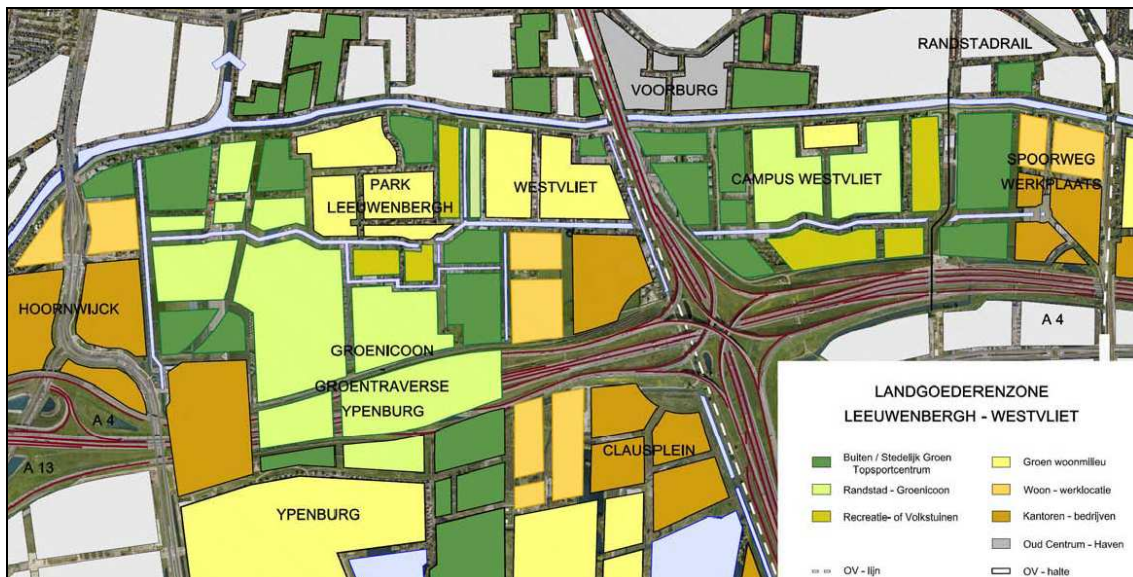 RANDSTADRAIL
VOORBURG
SPOORWEG
WERKPLAATS
PARK
LEEUWENBERGH
WESTVLIET
CAMPUS WESTVLIET
HOORNWIJCK
A 4
GROENICOON
GROENTRAVERSE
YPENBURG
A 4
A 13
CLAUSPLEIN
YPENBURG
LANDGOEDERENZONE
LEEUWENBERGH - WESTVLIET
Buiten / Stedelijk Groen
Topsportcentrum
Randstad - Groenicoon
Recreatie- of Volkstuinen
OV - lijn
Groen woonmilieu
Woon - werklocatie
Kantoren - bedrijven
Oud Centrum - Haven
OV - halte